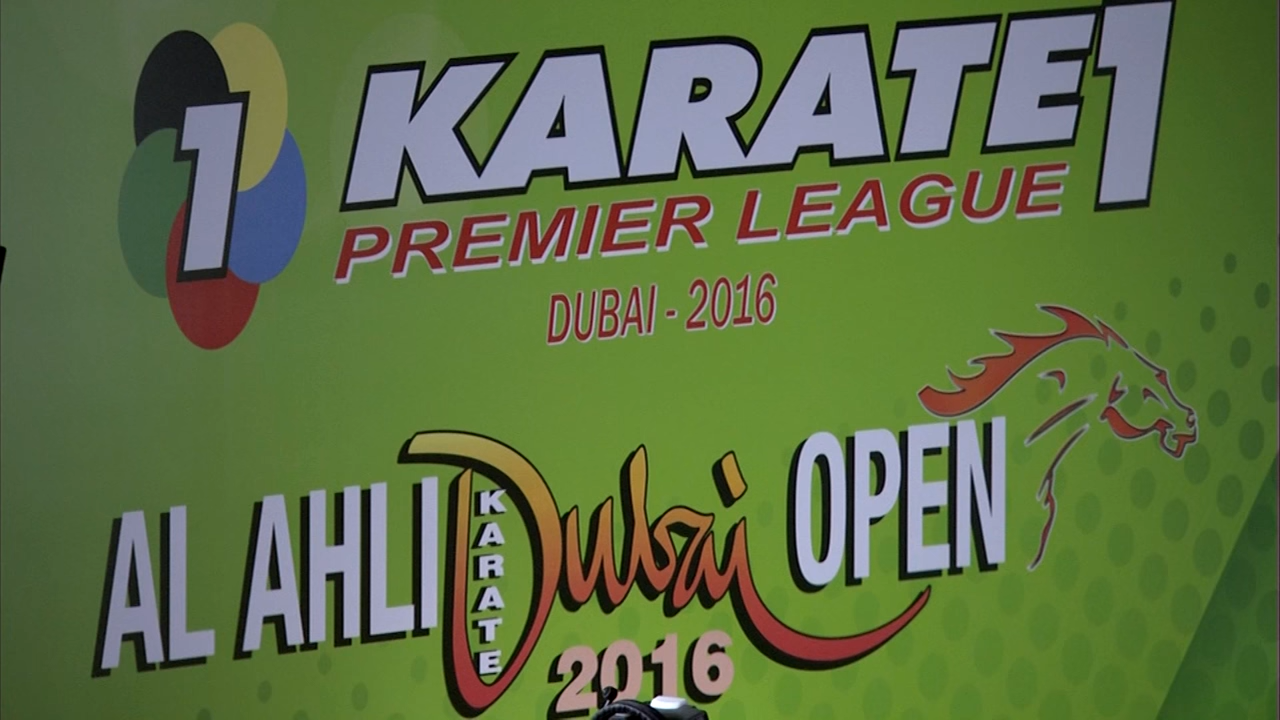 1
KARATE1
PREMIER LEAGUE
DUBAI - 2016
AL AHLI Dubai OPEN
KARATE
2016